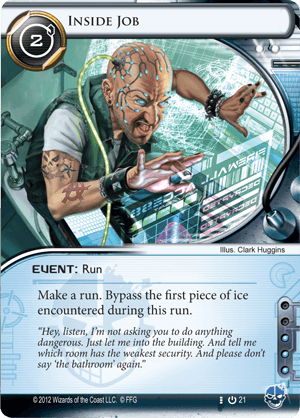 2
INSIDE JOB
Illus. Clark Huggins
EVENT: Run
Make a run. Bypass the first piece of ice
encountered during this run.
“Hey, listen, I’m not asking you to do anything
dangerous. Just let me into the building. And tell me
which room has the weakest security. And please don’t
say ‘the bathroom’ again.”
©2012 Wizards of the Coast LLC. © FFG
21